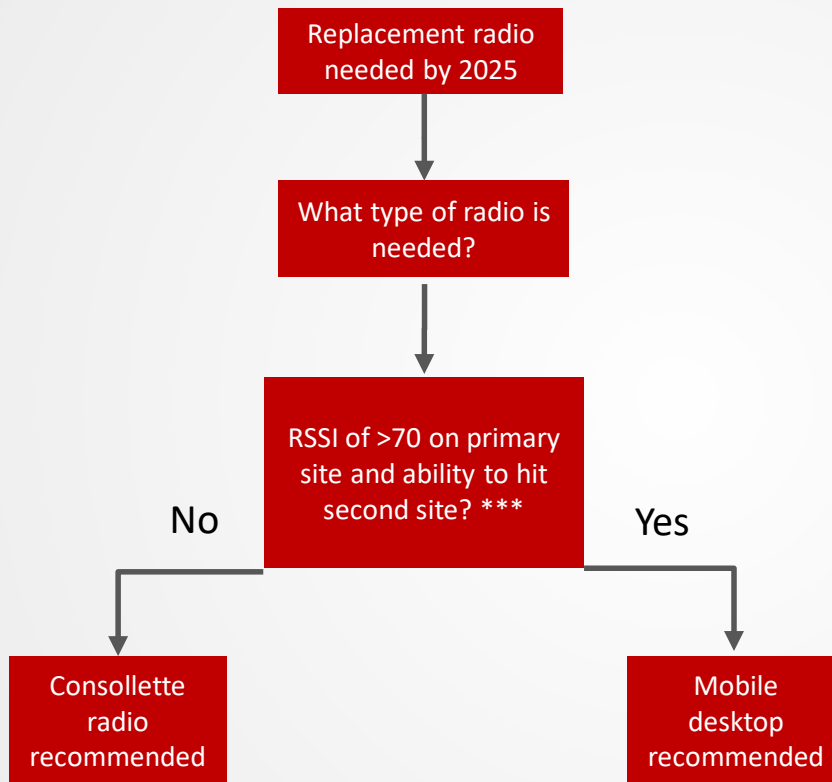 Replacement radio
needed by 2025
What type of radio is
needed?
RSSI of >70 on primary
site and ability to hit
second site? ***
No
Yes
Consollette
radio
recommended
Mobile
desktop
recommended